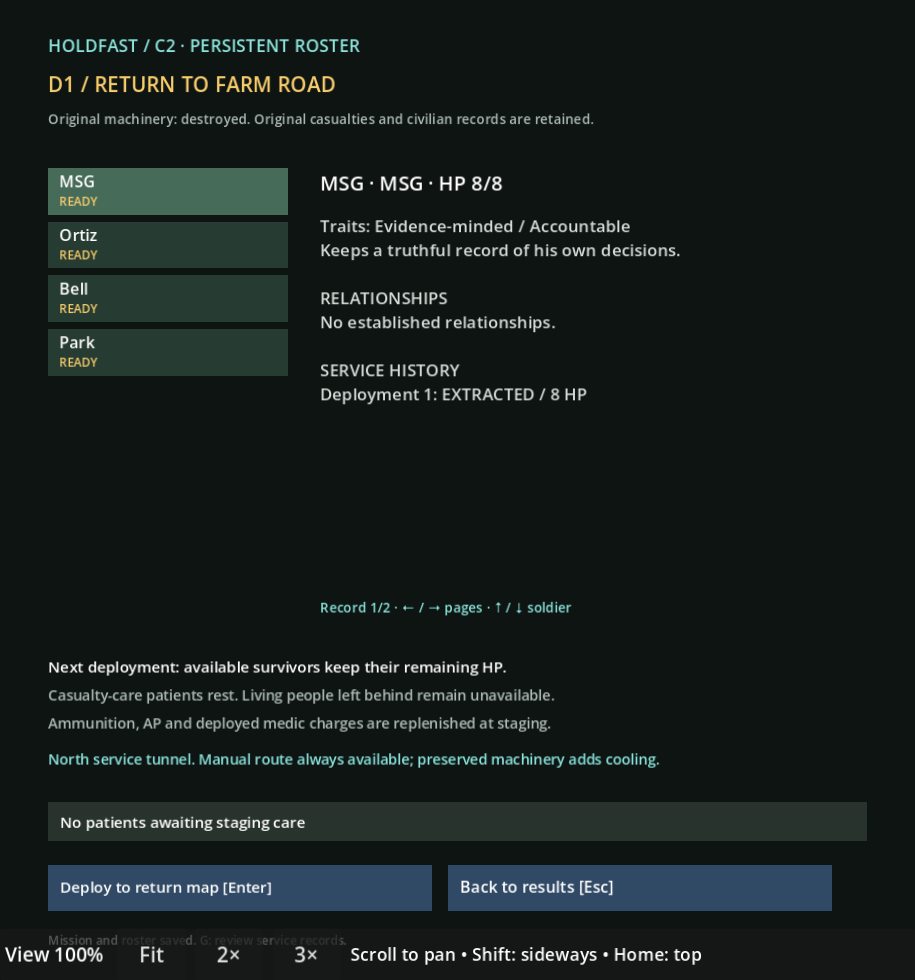 HOLDFAST / C2 · PERSISTENT ROSTER
D1 / RETURN TO FARM ROAD
Original machinery: destroyed. Original casualties and civilian records are retained.
MSG
READY
Ortiz
READY
Bell
READY
Park
READY
MSG · MSG · HP 8/8
Traits: Evidence-minded / Accountable
Keeps a truthful record of his own decisions.
RELATIONSHIPS
No established relationships.
SERVICE HISTORY
Deployment 1: EXTRACTED / 8 HP
Record 1/2 · ← / → pages · ↑ / ↓ soldier
Next deployment: available survivors keep their remaining HP.
Casualty-care patients rest. Living people left behind remain unavailable.
Ammunition, AP and deployed medic charges are replenished at staging.
North service tunnel. Manual route always available; preserved machinery adds cooling.
No patients awaiting staging care
Deploy to return map [Enter]
Back to results [Esc]
Mission and roster saved. G: review service records.
View 100% Fit 2× 3× Scroll to pan • Shift: sideways • Home: top